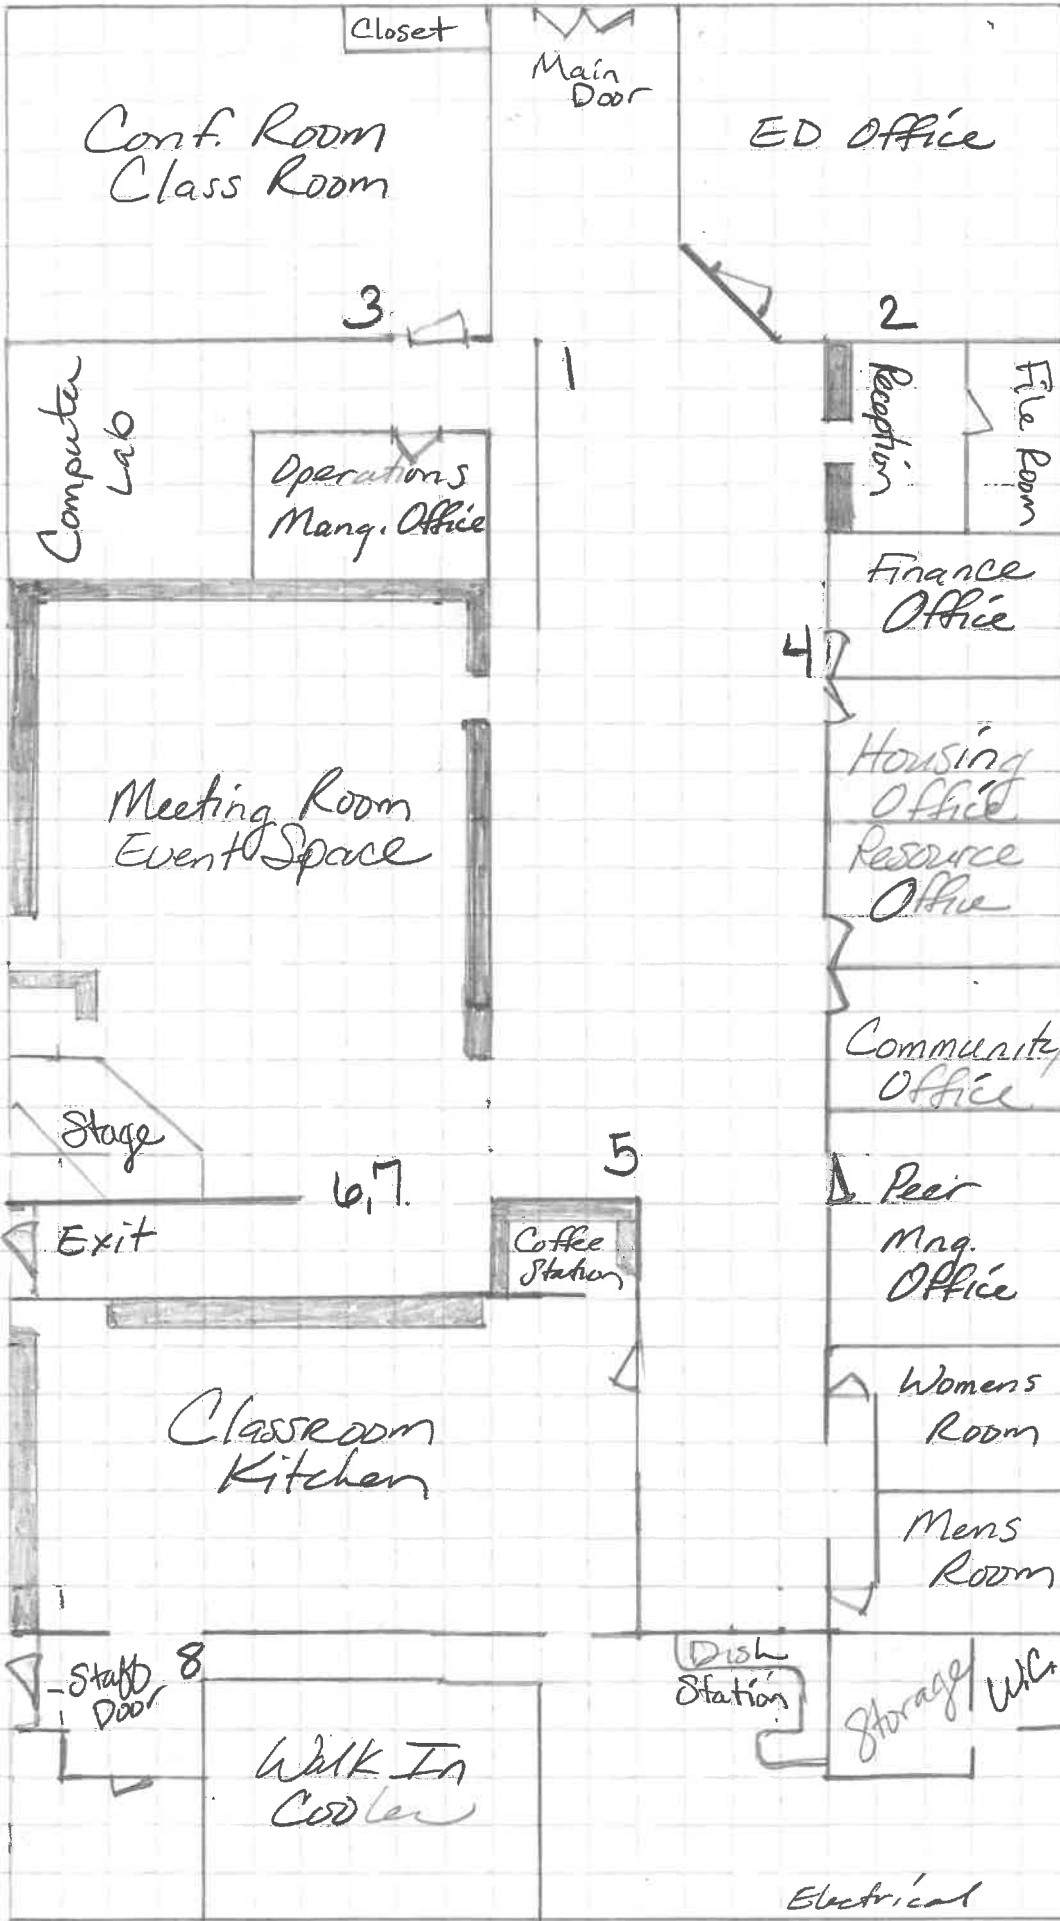 Closet
Main
Door
Conf. Room
Class Room
ED Office
3
2
1
Computer
Lab
Reception
File Room
Operations
Mang. Office
Finance
Office
4
Housing
Office
Meeting Room
Event Space
Resource
Office
Community
Office
Stage
5
6,7.
Peer
Mng.
Office
Exit
Coffee
Station
Womens
Room
Classroom
Kitchen
Mens
Room
Staff
Door
8
Dish
Station
Storage
Walk In
Cooler
Electrical